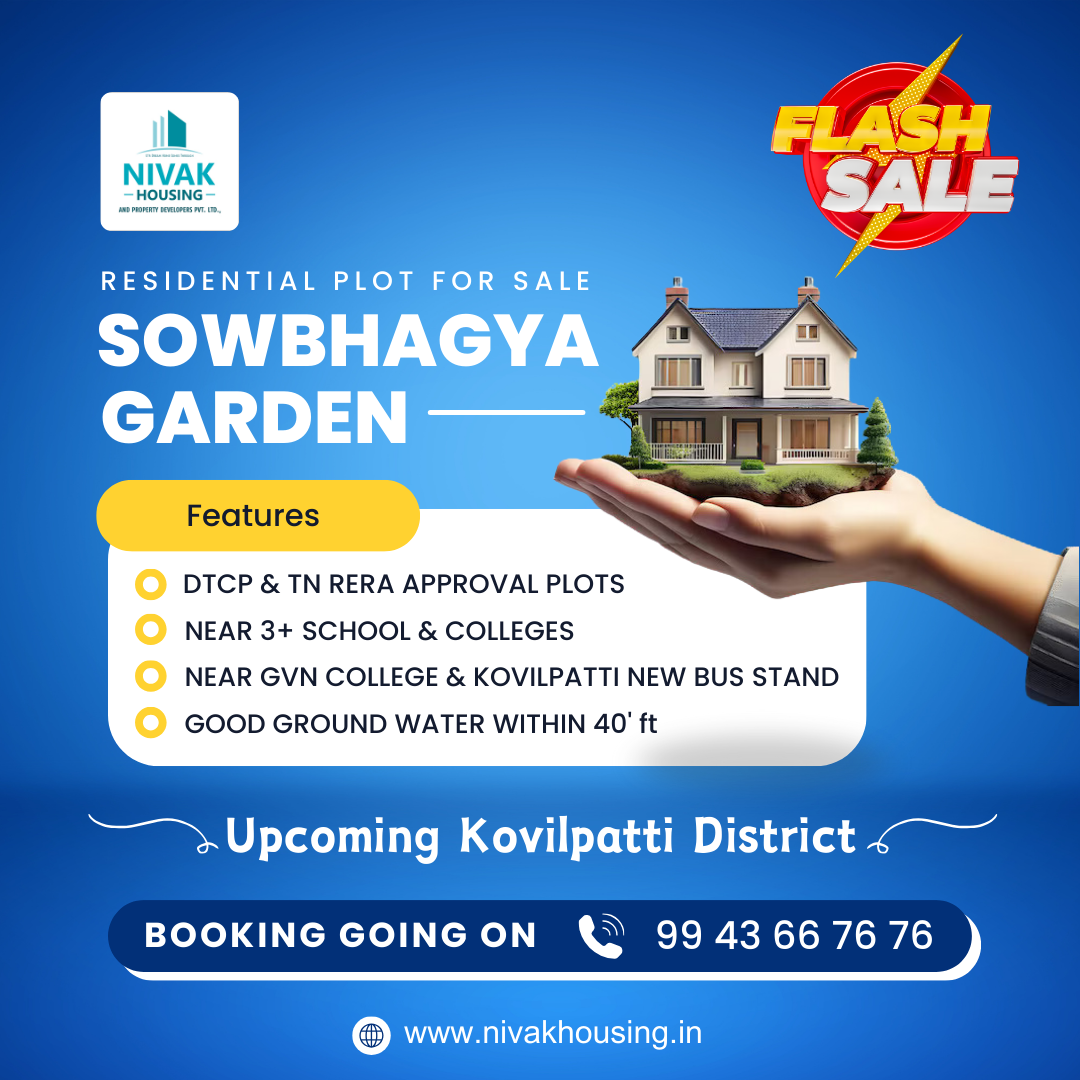 NIVAK
HOUSING
AND PROPERTY DEVELOPERS PVT. LTD.,
FLASH
SALE
RESIDENTIAL PLOT FOR SALE
SOWBHAGYA
GARDEN
Features
DTCP & TN RERA APPROVAL PLOTS
NEAR 3+ SCHOOL & COLLEGES
NEAR GVN COLLEGE & KOVILPATTI NEW BUS STAND
GOOD GROUND WATER WITHIN 40' ft
Upcoming Kovilpatti District
BOOKING GOING ON 99 43 66 76 76
www.nivakhousing.in